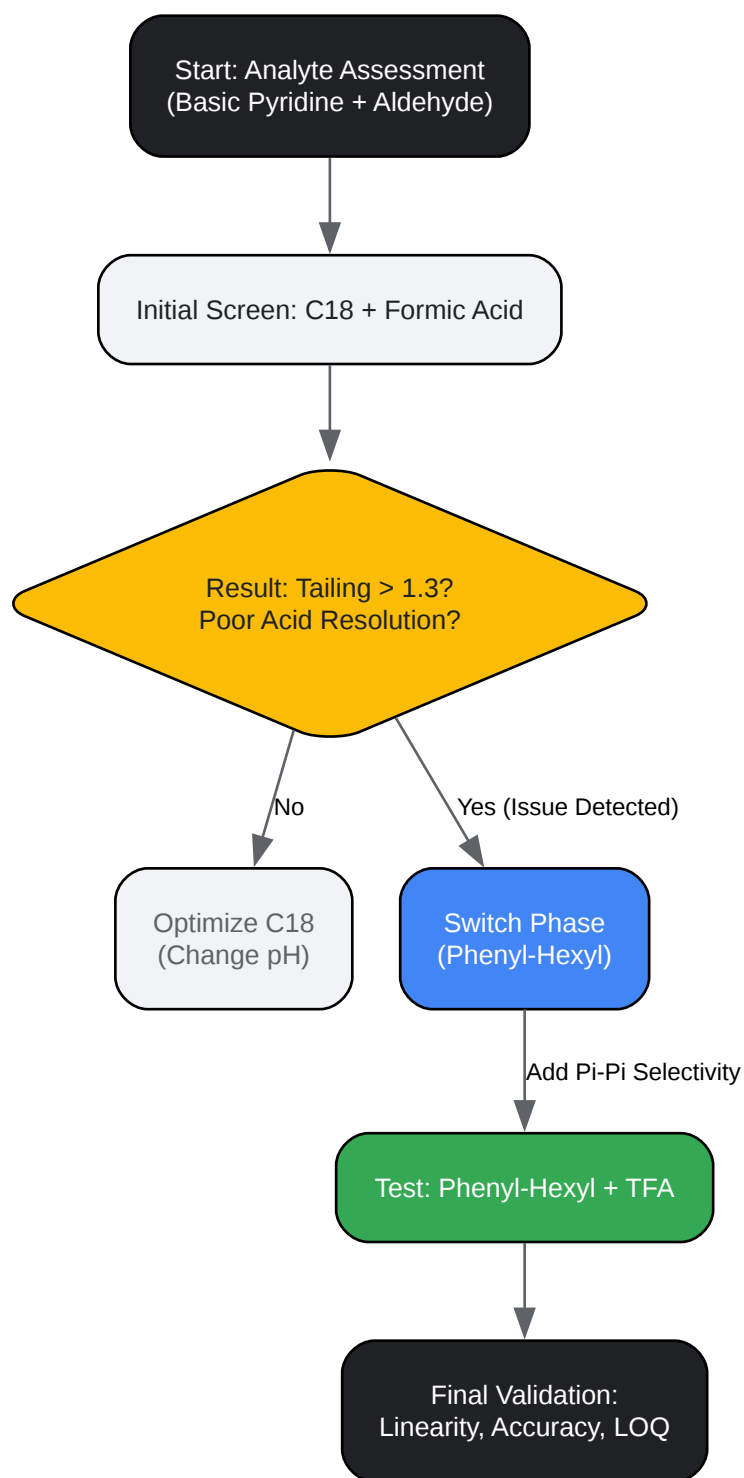 Start: Analyte Assessment
(Basic Pyridine + Aldehyde)
Initial Screen: C18 + Formic Acid
Result: Tailing > 1.3?
Poor Acid Resolution?
No
Yes (Issue Detected)
Optimize C18
(Change pH)
Switch Phase
(Phenyl-Hexyl)
Add Pi-Pi Selectivity
Test: Phenyl-Hexyl + TFA
Final Validation:
Linearity, Accuracy, LOQ